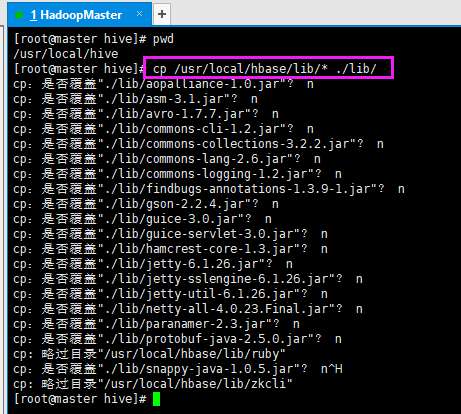 1 HadoopMaster
[root@master hive]# pwd
/usr/local/hive
[root@master hive]# cp /usr/local/hbase/lib/* ./lib/
cp：是否覆盖"./lib/aopalliance-1.0.jar"？ n
cp：是否覆盖"./lib/asm-3.1.jar"？ n
cp：是否覆盖"./lib/avro-1.7.7.jar"？ n
cp：是否覆盖"./lib/commons-cli-1.2.jar"？ n
cp：是否覆盖"./lib/commons-collections-3.2.2.jar"？ n
cp：是否覆盖"./lib/commons-lang-2.6.jar"？ n
cp：是否覆盖"./lib/commons-logging-1.2.jar"？ n
cp：是否覆盖"./lib/findbugs-annotations-1.3.9-1.jar"？ n
cp：是否覆盖"./lib/gson-2.2.4.jar"？ n
cp：是否覆盖"./lib/guice-3.0.jar"？ n
cp：是否覆盖"./lib/guice-servlet-3.0.jar"？ n
cp：是否覆盖"./lib/hamcrest-core-1.3.jar"？ n
cp：是否覆盖"./lib/jetty-6.1.26.jar"？ n
cp：是否覆盖"./lib/jetty-sslengine-6.1.26.jar"？ n
cp：是否覆盖"./lib/jetty-util-6.1.26.jar"？ n
cp：是否覆盖"./lib/netty-all-4.0.23.Final.jar"？ n
cp：是否覆盖"./lib/paranamer-2.3.jar"？ n
cp：是否覆盖"./lib/protobuf-java-2.5.0.jar"？ n
cp: 略过目录"/usr/local/hbase/lib/ruby"
cp：是否覆盖"./lib/snappy-java-1.0.5.jar"？ n^H
cp: 略过目录"/usr/local/hbase/lib/zkcli"
[root@master hive]#